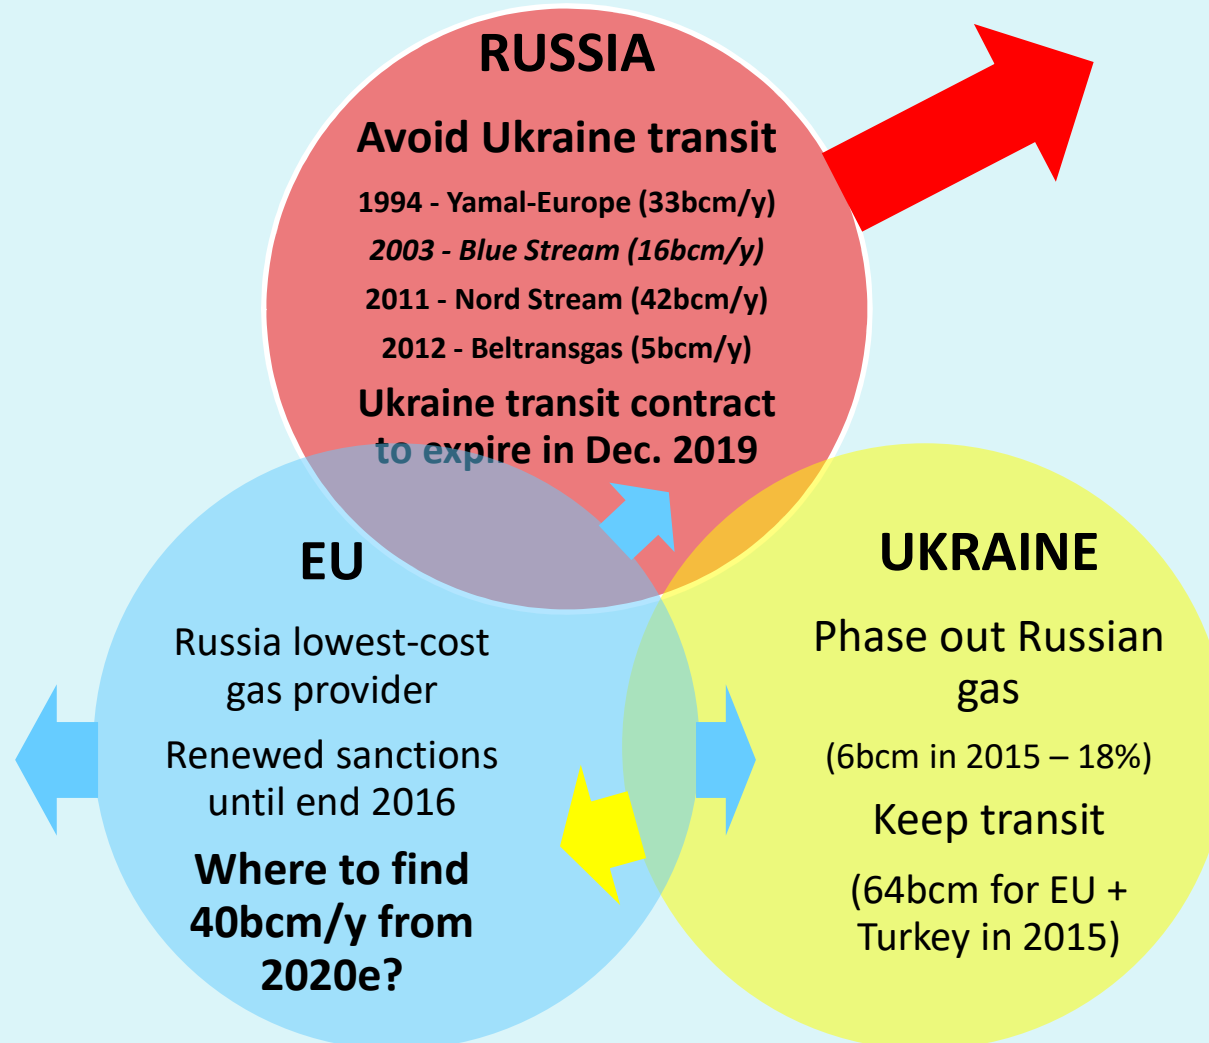 RUSSIA
Avoid Ukraine transit
1994 - Yamal-Europe (33bcm/y)
2003 - Blue Stream (16bcm/y)
2011 - Nord Stream (42bcm/y)
2012 - Beltransgas (5bcm/y)
Ukraine transit contract
to expire in Dec. 2019
EU
Russia lowest-cost
gas provider
Renewed sanctions
until end 2016
Where to find
40bcm/y from
2020e?
UKRAINE
Phase out Russian
gas
(6bcm in 2015 – 18%)
Keep transit
(64bcm for EU +
Turkey in 2015)